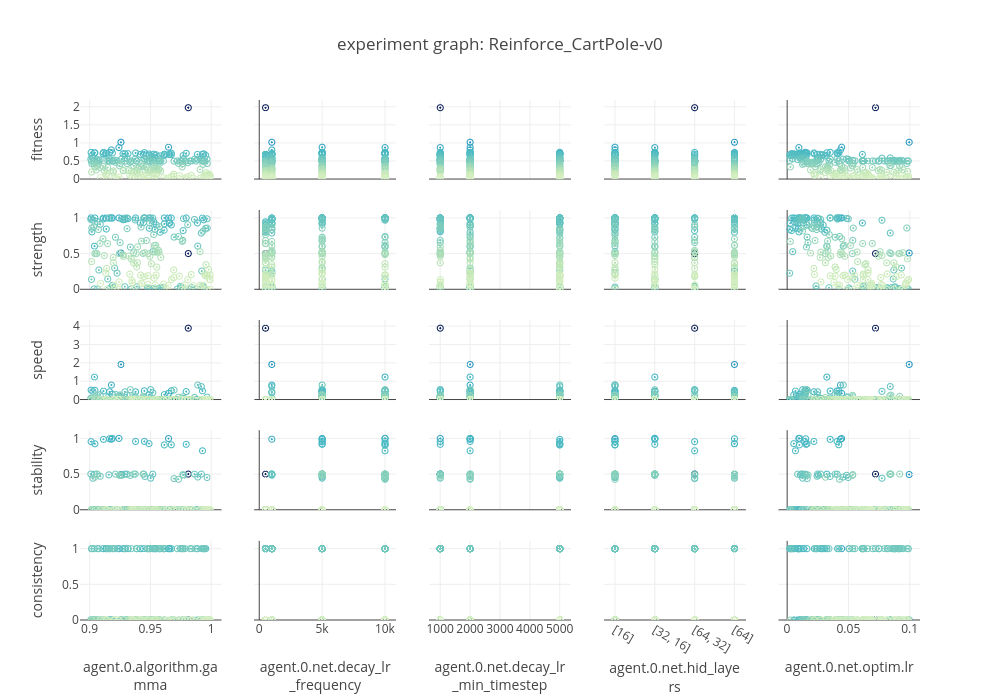 experiment graph: Reinforce_CartPole-v0
fitness
2
1.5
1
0.5
0
strength
1
0.5
0
speed
4
3
2
1
0
stability
1
0.5
0
consistency
1
0.5
0
0.9 0.95 1
0 5k 10k
1000 2000 3000 4000 5000
[16] [32, 16] [64, 32] [64]
0 0.05 0.1
agent.0.algorithm.ga
mma
agent.0.net.decay_lr
_frequency
agent.0.net.decay_lr
_min_timestep
agent.0.net.hid_laye
rs
agent.0.net.optim.lr